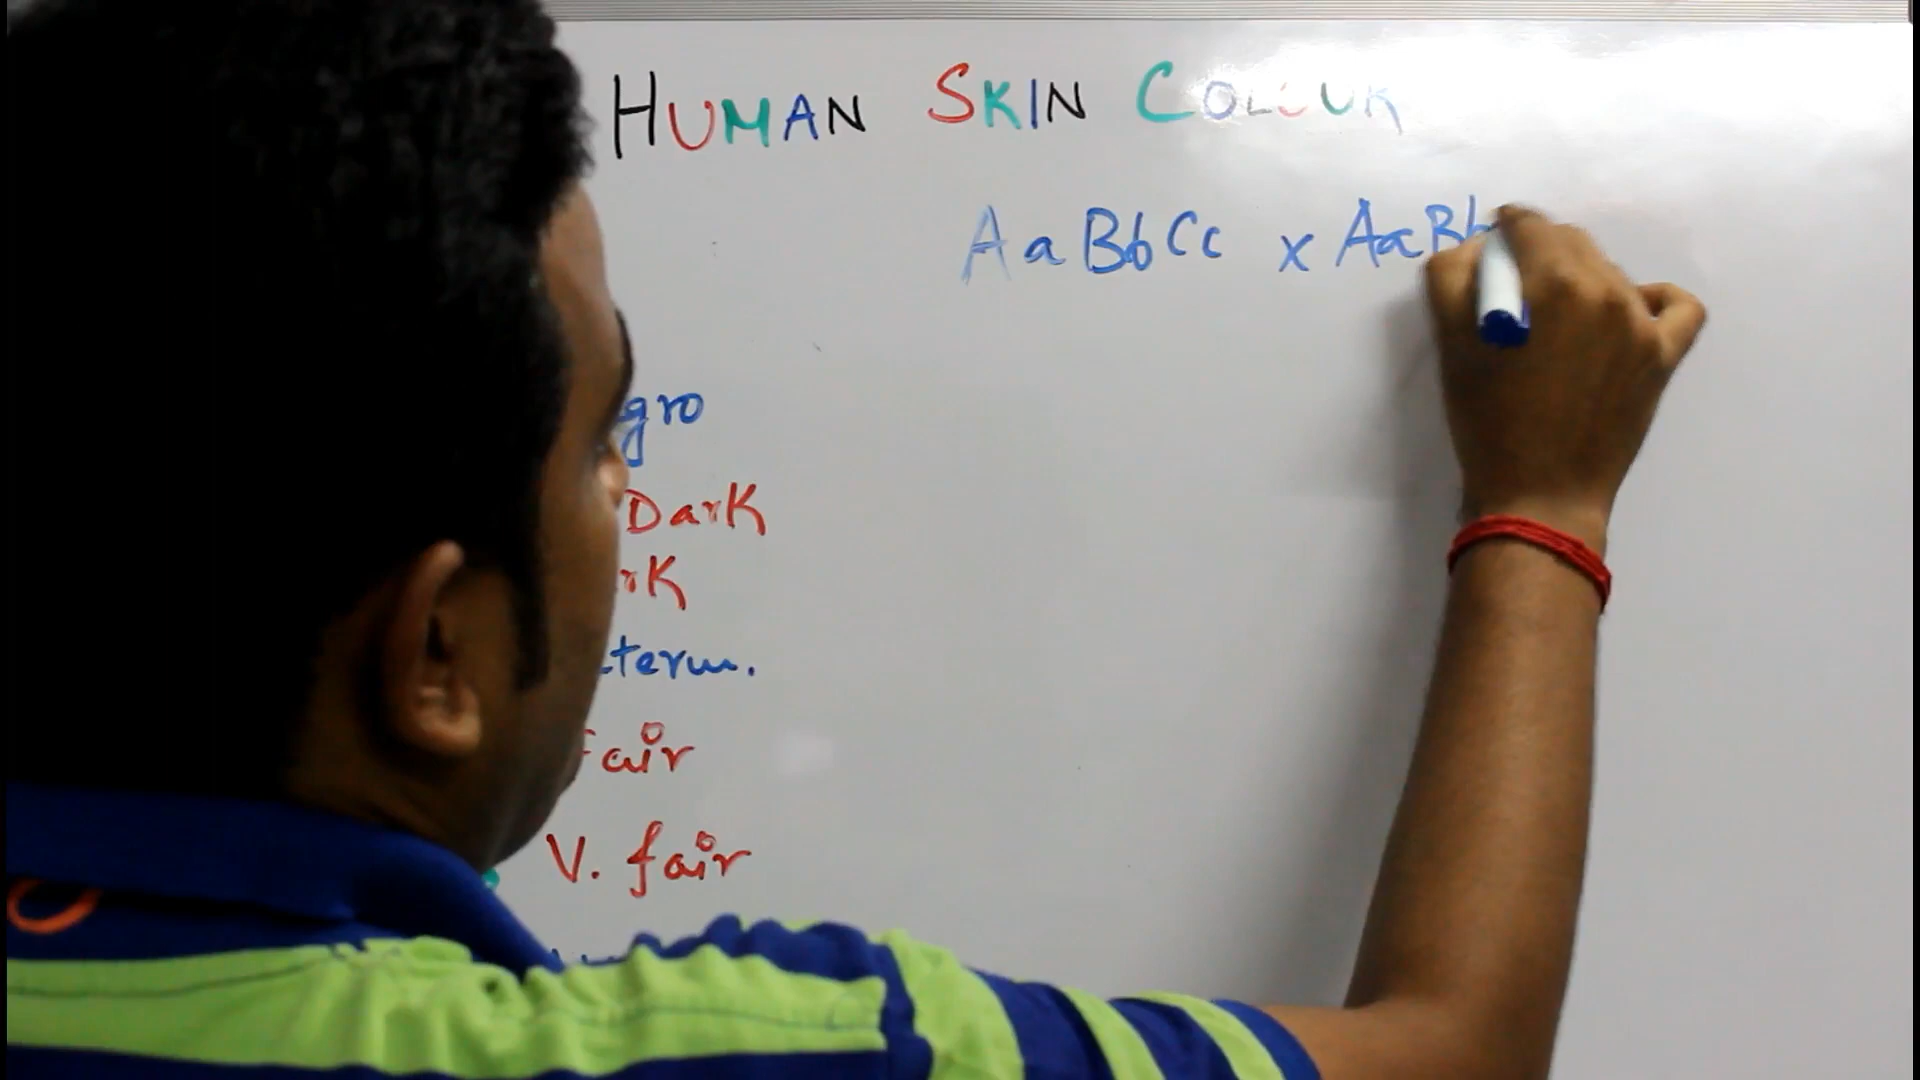 HUMAN SKIN COLOUR
AaBbCc x AaBb
gro
Dark
rk
term.
Fair
V. fair